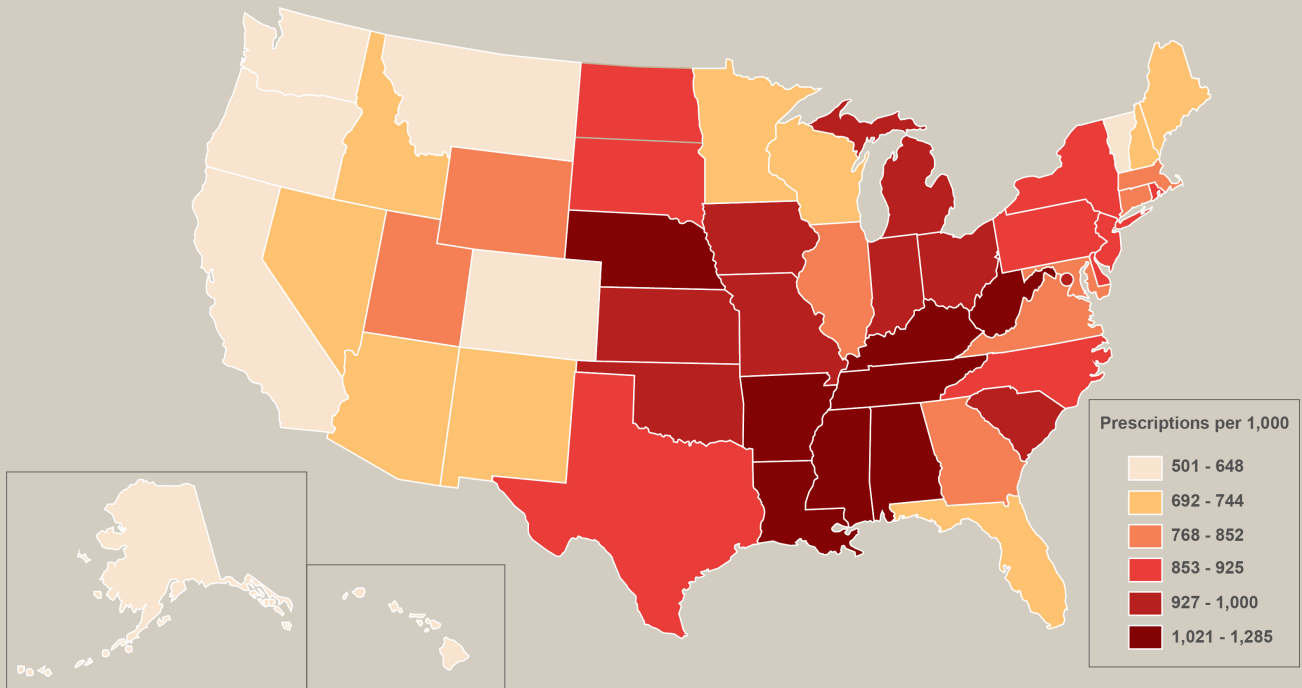 Prescriptions per 1,000
501 - 648
692 - 744
768 - 852
853 - 925
927 - 1,000
1,021 - 1,285